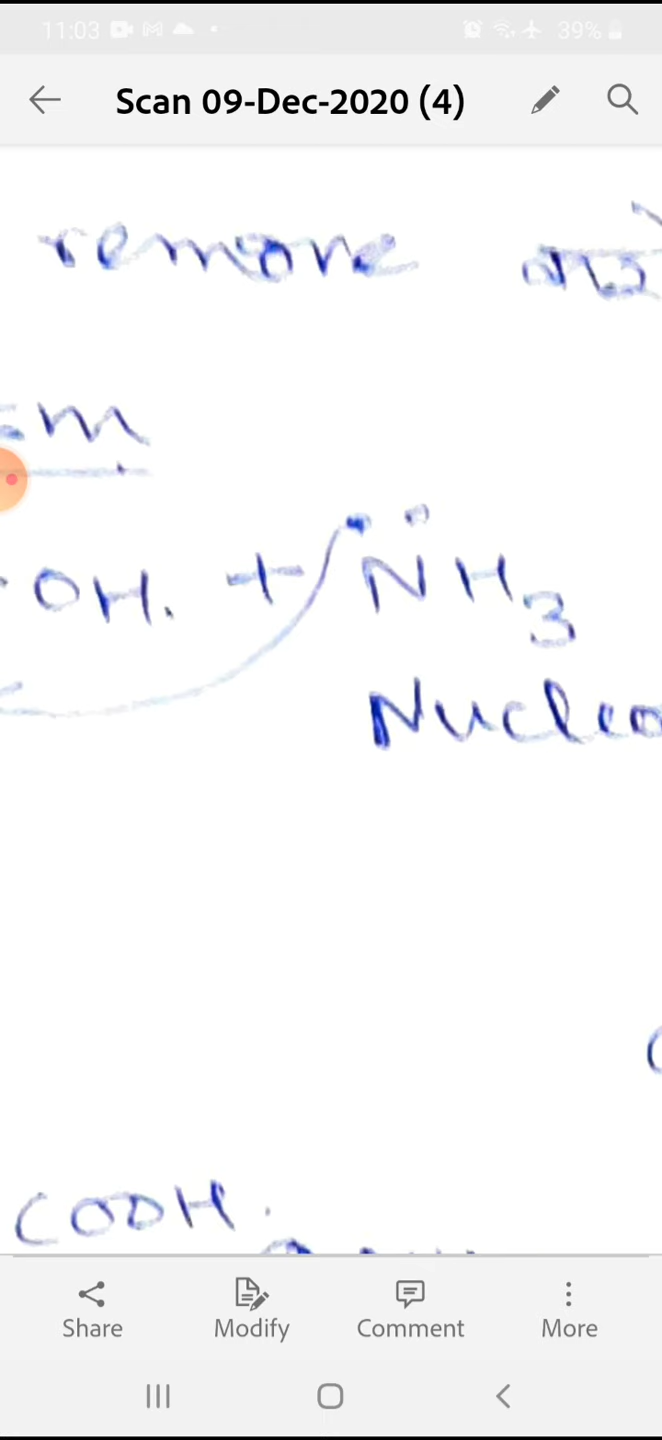 11:03 39%
Scan 09-Dec-2020 (4)
remove
m
OH. + NH3
Nucleo
COOH.
Share Modify Comment More